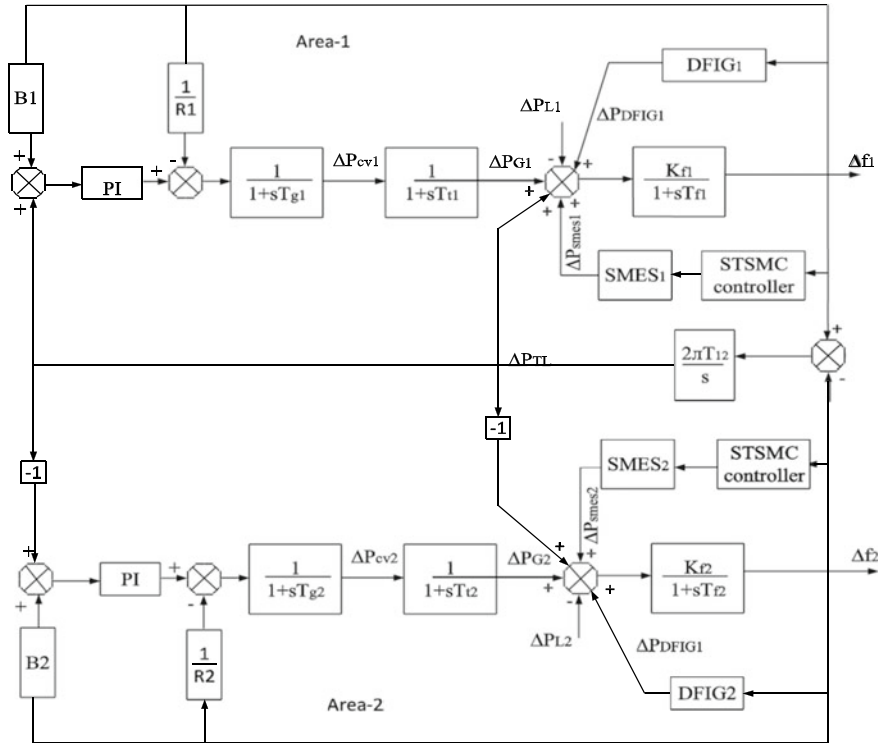 Area-1
DFIG1
B1
1
R1
ΔPL1
ΔPDFIG1
+
-
+
-
+
PI
+
1
1+sTg1
ΔPcv1
1
1+sTt1
ΔPG1
+
+
+
Kf1
1+sTf1
Δf1
ΔPsmes1
SMES1
STSMC
controller
+
ΔPTL
2πT12
s
-
-1
-1
SMES2
STSMC
controller
ΔPsmes2
+
+
+
PI
+
-
1
1+sTg2
ΔPcv2
1
1+sTt2
ΔPG2
+
+
-
Kf2
1+sTf2
Δf2
+
+
B2
1
R2
ΔPL2
ΔPDFIG1
DFIG2
Area-2